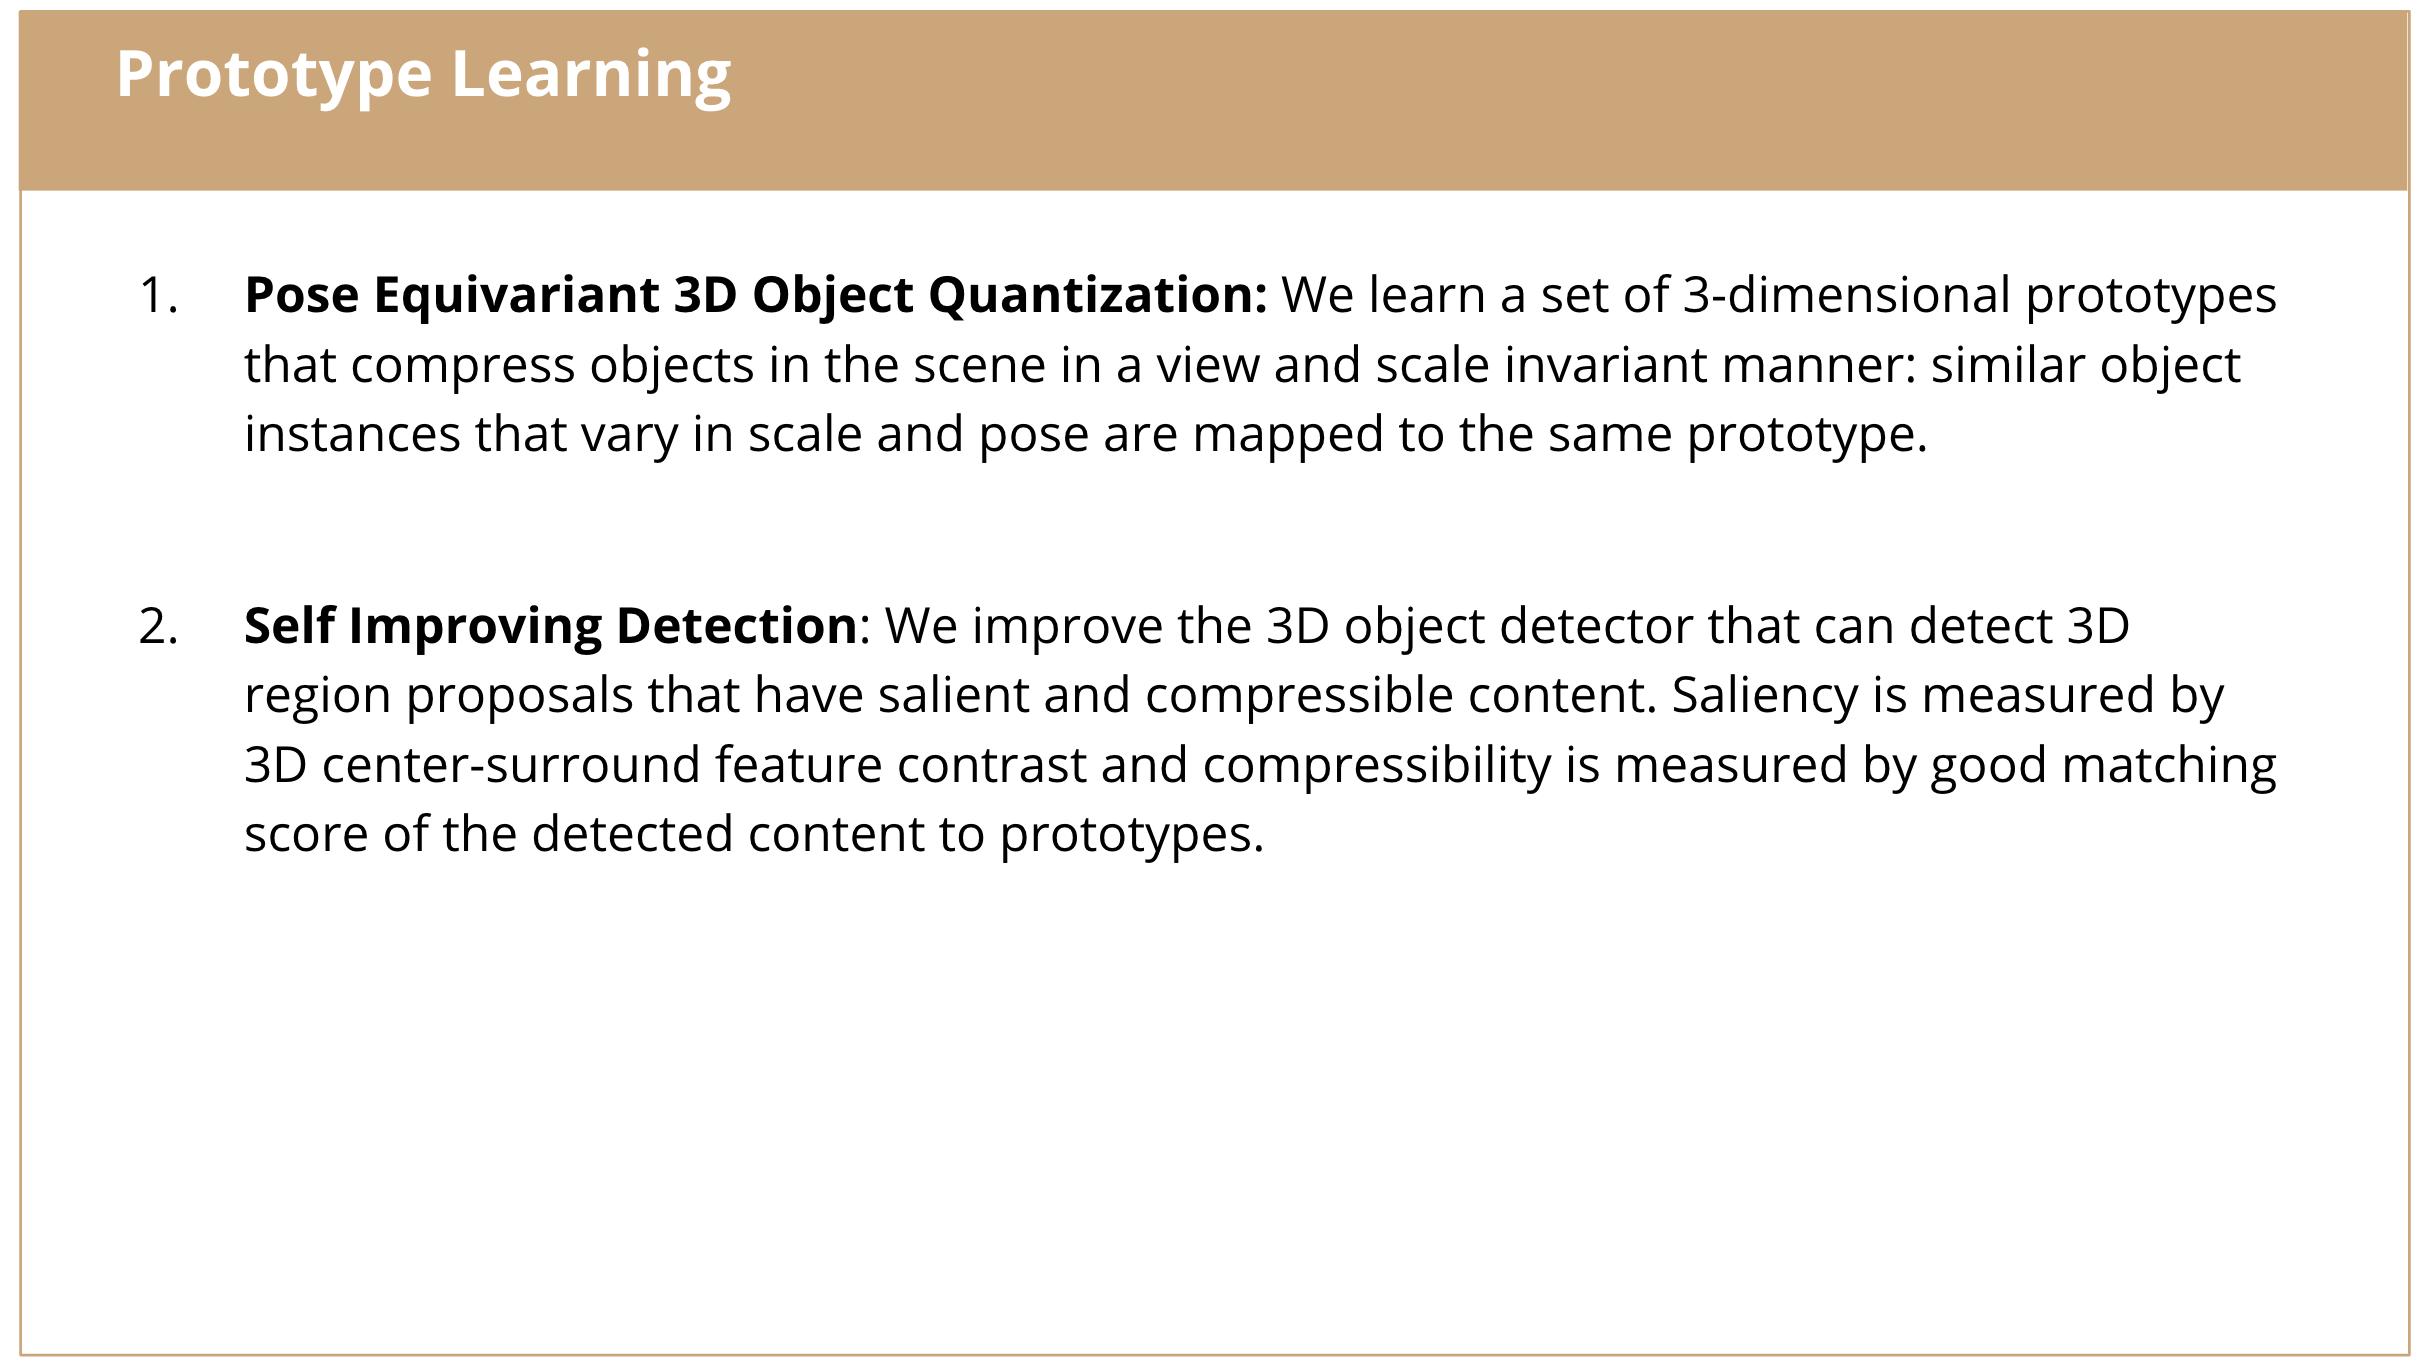 Prototype Learning
1. Pose Equivariant 3D Object Quantization: We learn a set of 3-dimensional prototypes
that compress objects in the scene in a view and scale invariant manner: similar object
instances that vary in scale and pose are mapped to the same prototype.
2. Self Improving Detection: We improve the 3D object detector that can detect 3D
region proposals that have salient and compressible content. Saliency is measured by
3D center-surround feature contrast and compressibility is measured by good matching
score of the detected content to prototypes.